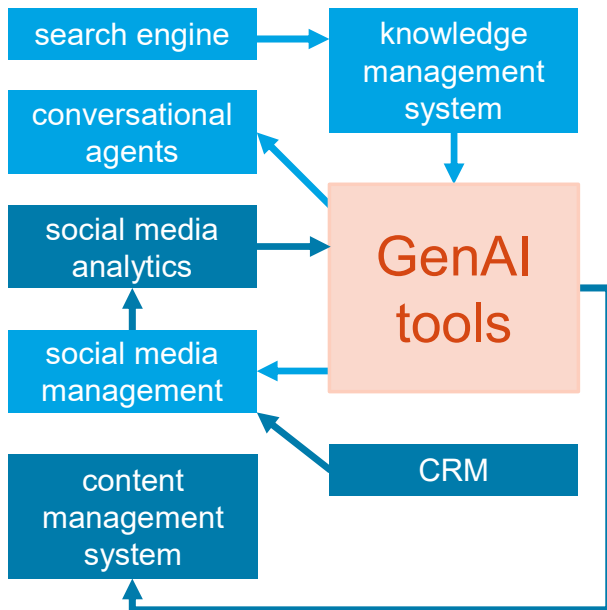 search engine
knowledge
management
system
conversational
agents
social media
analytics
GenAI
tools
social media
management
CRM
content
management
system